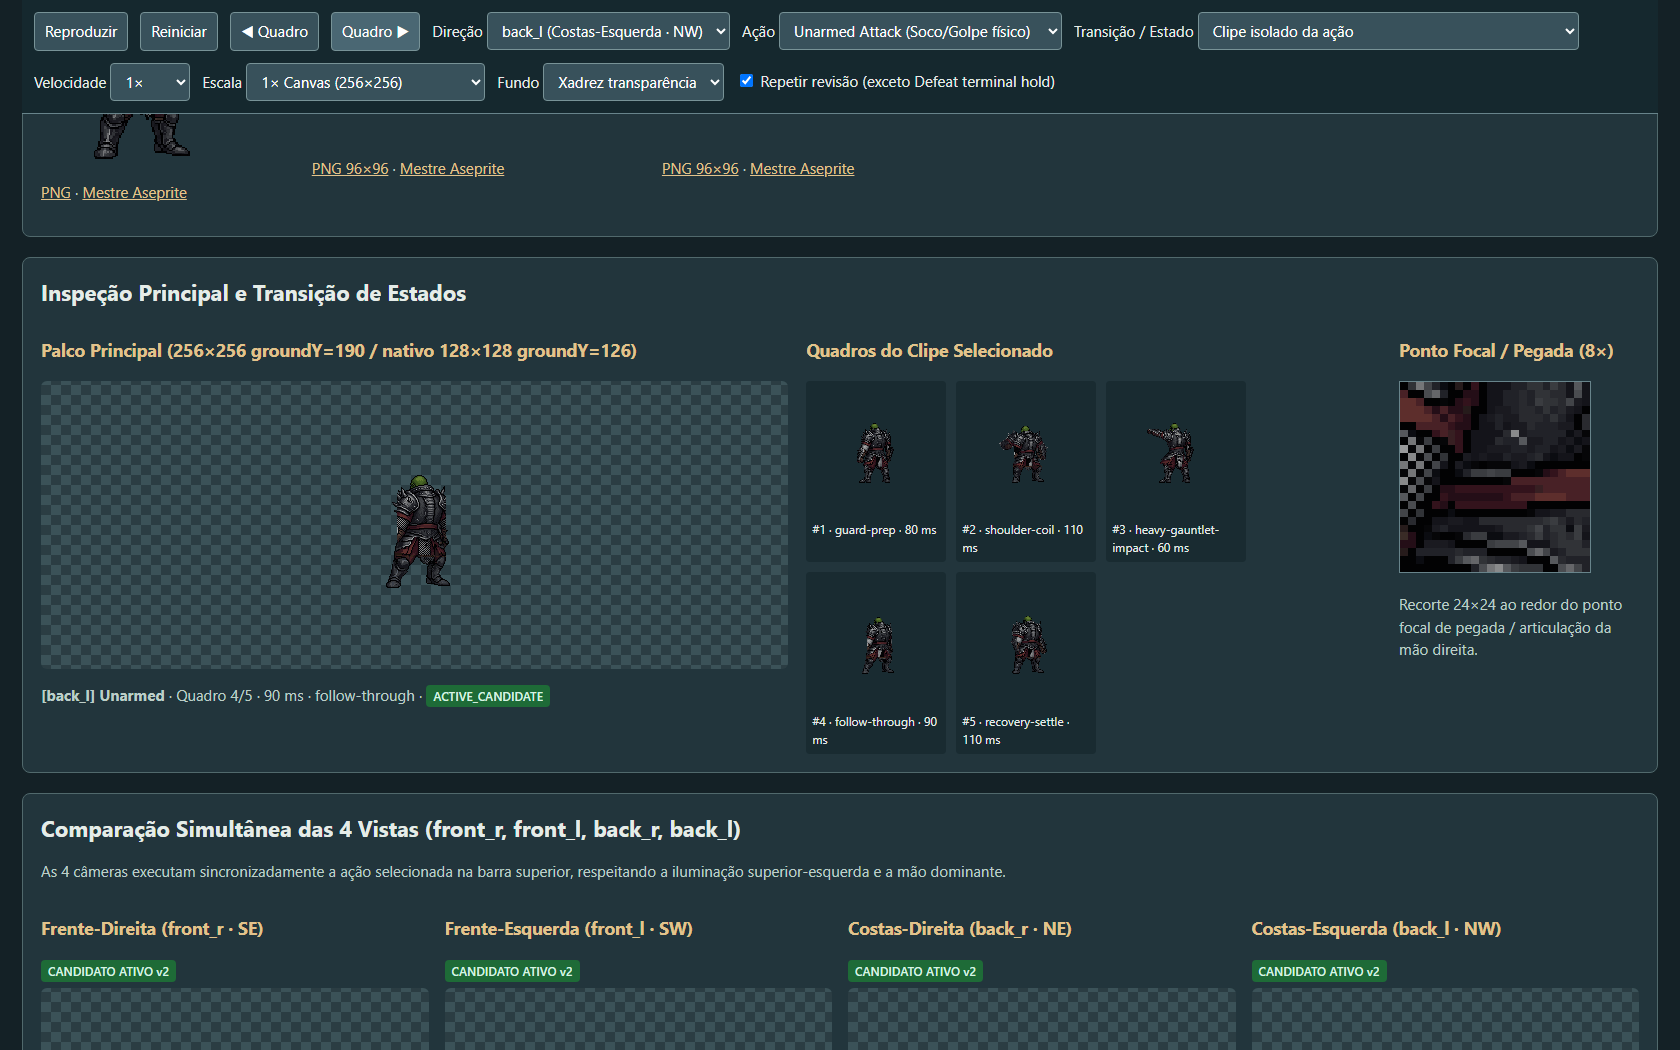 Reproduzir
Reiniciar
◀ Quadro
Quadro ▶
Direção
back_l (Costas-Esquerda · NW)
Ação
Unarmed Attack (Soco/Golpe físico)
Transição / Estado
Clipe isolado da ação
Velocidade
1×
Escala
1× Canvas (256×256)
Fundo
Xadrez transparência
Repetir revisão (exceto Defeat terminal hold)
PNG 96×96 · Mestre Aseprite
PNG 96×96 · Mestre Aseprite
PNG · Mestre Aseprite
Inspeção Principal e Transição de Estados
Palco Principal (256×256 groundY=190 / nativo 128×128 groundY=126)
[back_l] Unarmed · Quadro 4/5 · 90 ms · follow-through · ACTIVE_CANDIDATE
Quadros do Clipe Selecionado
#1 · guard-prep · 80 ms
#2 · shoulder-coil · 110
ms
#3 · heavy-gauntlet-
impact · 60 ms
#4 · follow-through · 90
ms
#5 · recovery-settle ·
110 ms
Ponto Focal / Pegada (8×)
Recorte 24×24 ao redor do ponto
focal de pegada / articulação da
mão direita.
Comparação Simultânea das 4 Vistas (front_r, front_l, back_r, back_l)
As 4 câmeras executam sincronizadamente a ação selecionada na barra superior, respeitando a iluminação superior-esquerda e a mão dominante.
Frente-Direita (front_r · SE)
CANDIDATO ATIVO v2
Frente-Esquerda (front_l · SW)
CANDIDATO ATIVO v2
Costas-Direita (back_r · NE)
CANDIDATO ATIVO v2
Costas-Esquerda (back_l · NW)
CANDIDATO ATIVO v2